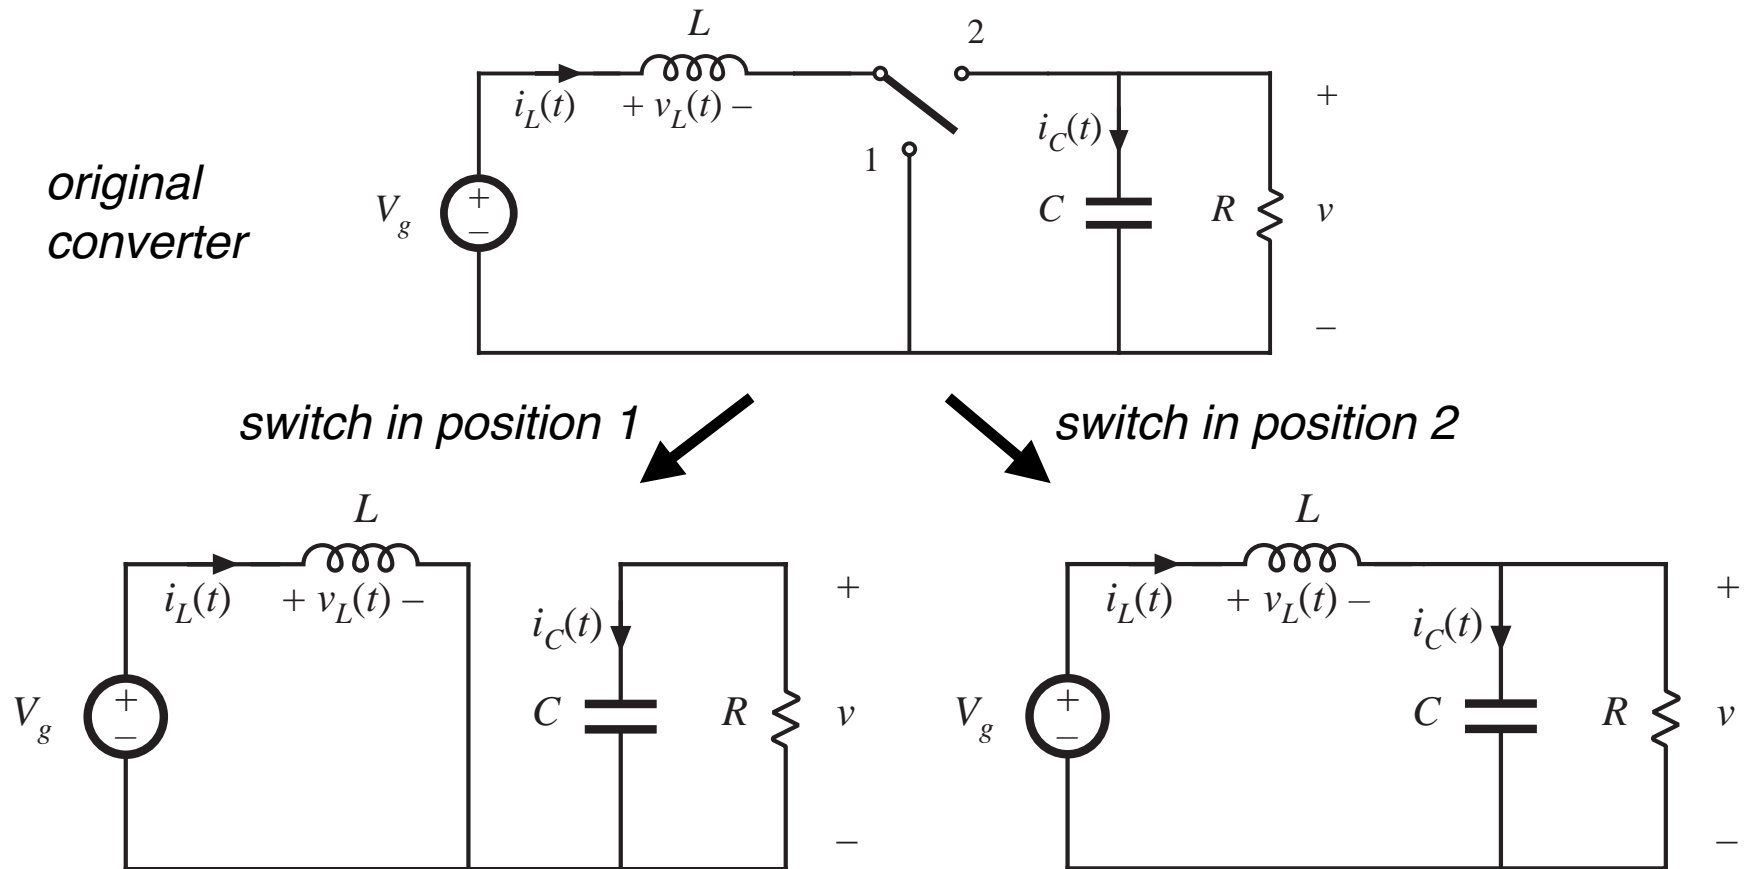 L
2
i_L(t)
+ v_L(t) –
i_C(t)
+
1
original
converter
V_g
+
–
C
R
v
–
switch in position 1
switch in position 2
L
i_L(t)
+ v_L(t) –
i_C(t)
+
V_g
+
–
C
R
v
–
L
i_L(t)
+ v_L(t) –
i_C(t)
+
V_g
+
–
C
R
v
–